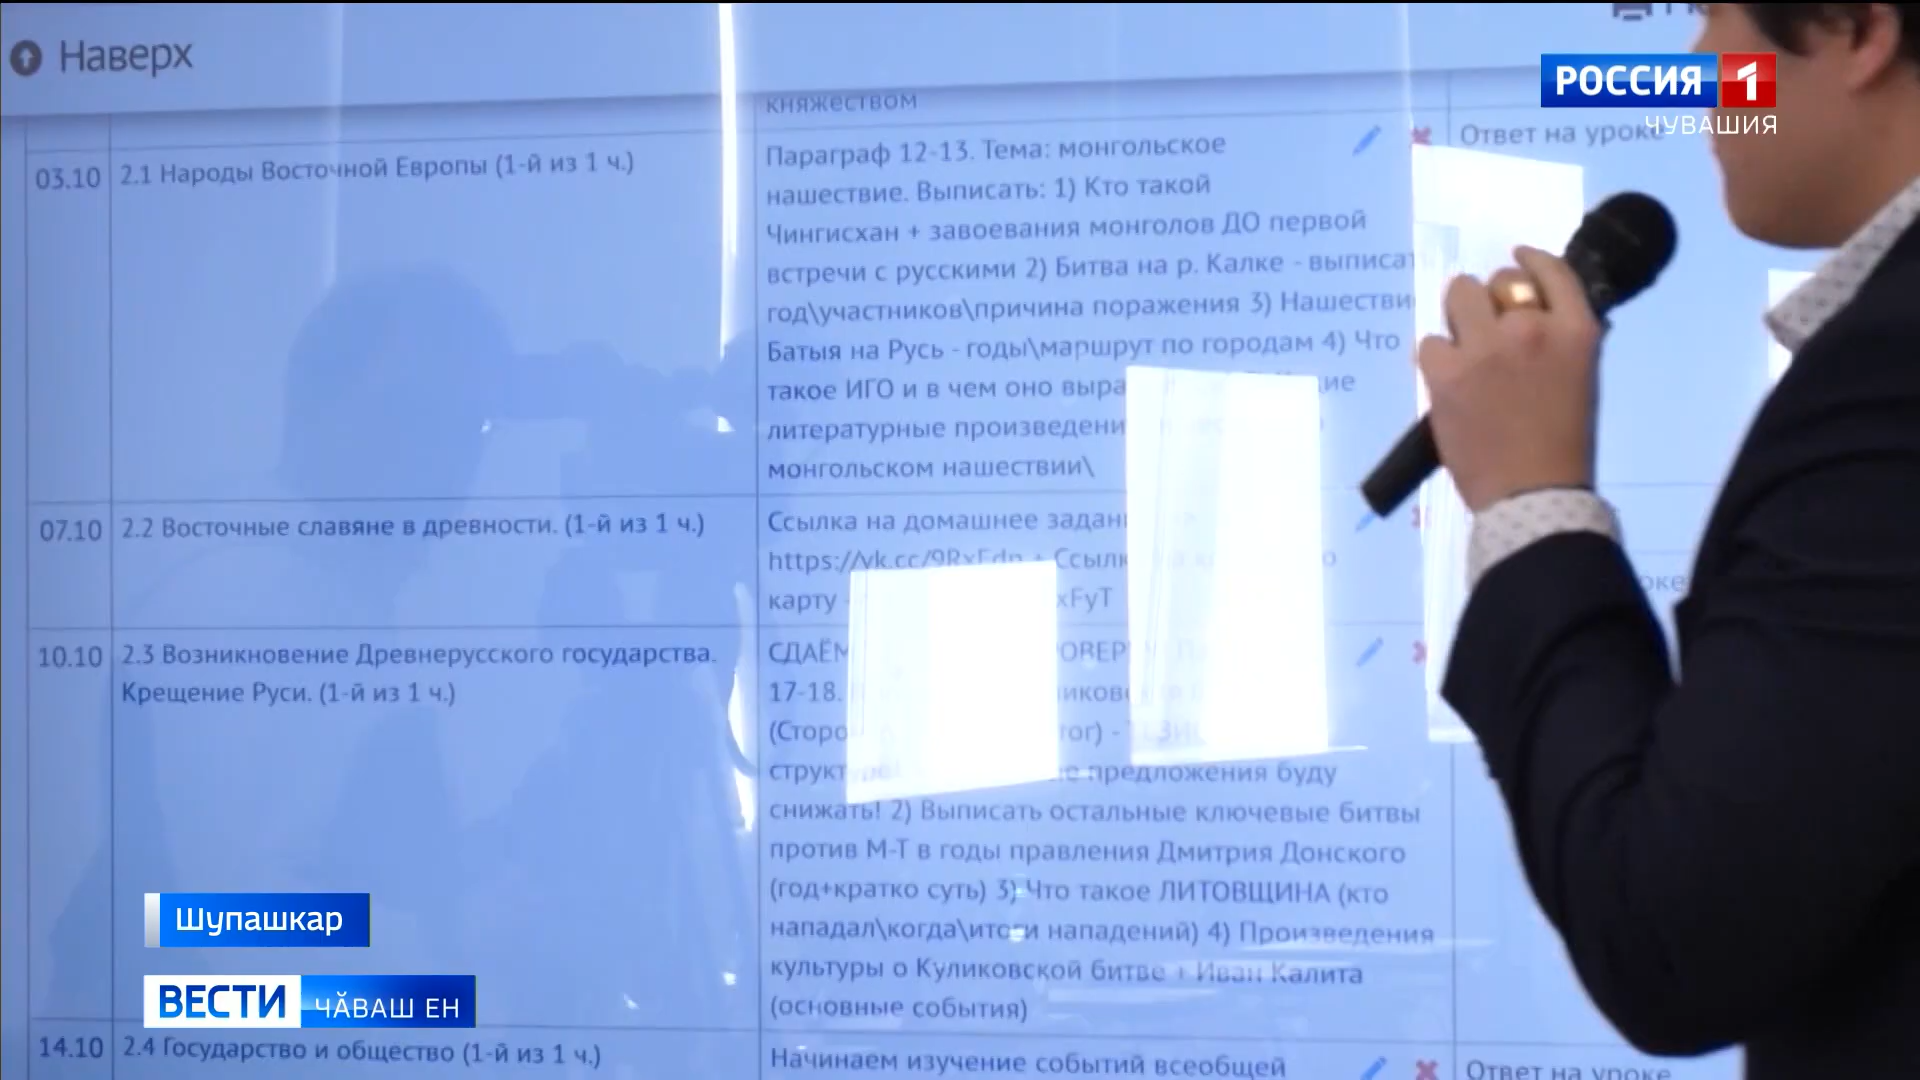 Наверх
РОССИЯ 1
ЧУВАШИЯ
княжеством
03.10
2.1 Народы Восточной Европы (1-й из 1 ч.)
Параграф 12-13. Тема: монгольское
нашествие. Выписать: 1) Кто такой
Чингисхан + завоевания монголов ДО первой
встречи с русскими 2) Битва на р. Калке -
год\участников\причина поражения 3)
Батыя на Русь - годы\маршрут по городам 4) Что
такое ИГО и в чем оно
литературные
монгольском нашествии\
Ответ на уроке
07.10
2.2 Восточные славяне в древности. (1-й из 1 ч.)
Ссылка на домашнее
карту -
10.10
2.3 Возникновение Древнерусского государства.
Крещение Руси. (1-й из 1 ч.)
СДАЁМ
17-18.
предложения буду
снижать! 2) Выписать остальные ключевые битвы
против М-Т в годы правления Дмитрия Донского
(год+кратко суть) 3) Что такое ЛИТОВЩИНА (кто
нападал\когда\итоги нападений) 4) Произведения
культуры о Куликовской битве + Иван Калита
(основные события)
14.10
2.4 Государство и общество (1-й из 1 ч.)
Начинаем изучение событий всеобщей
Ответ на уроке
Шупашкар
ВЕСТИ ЧӐВАШ ЕН